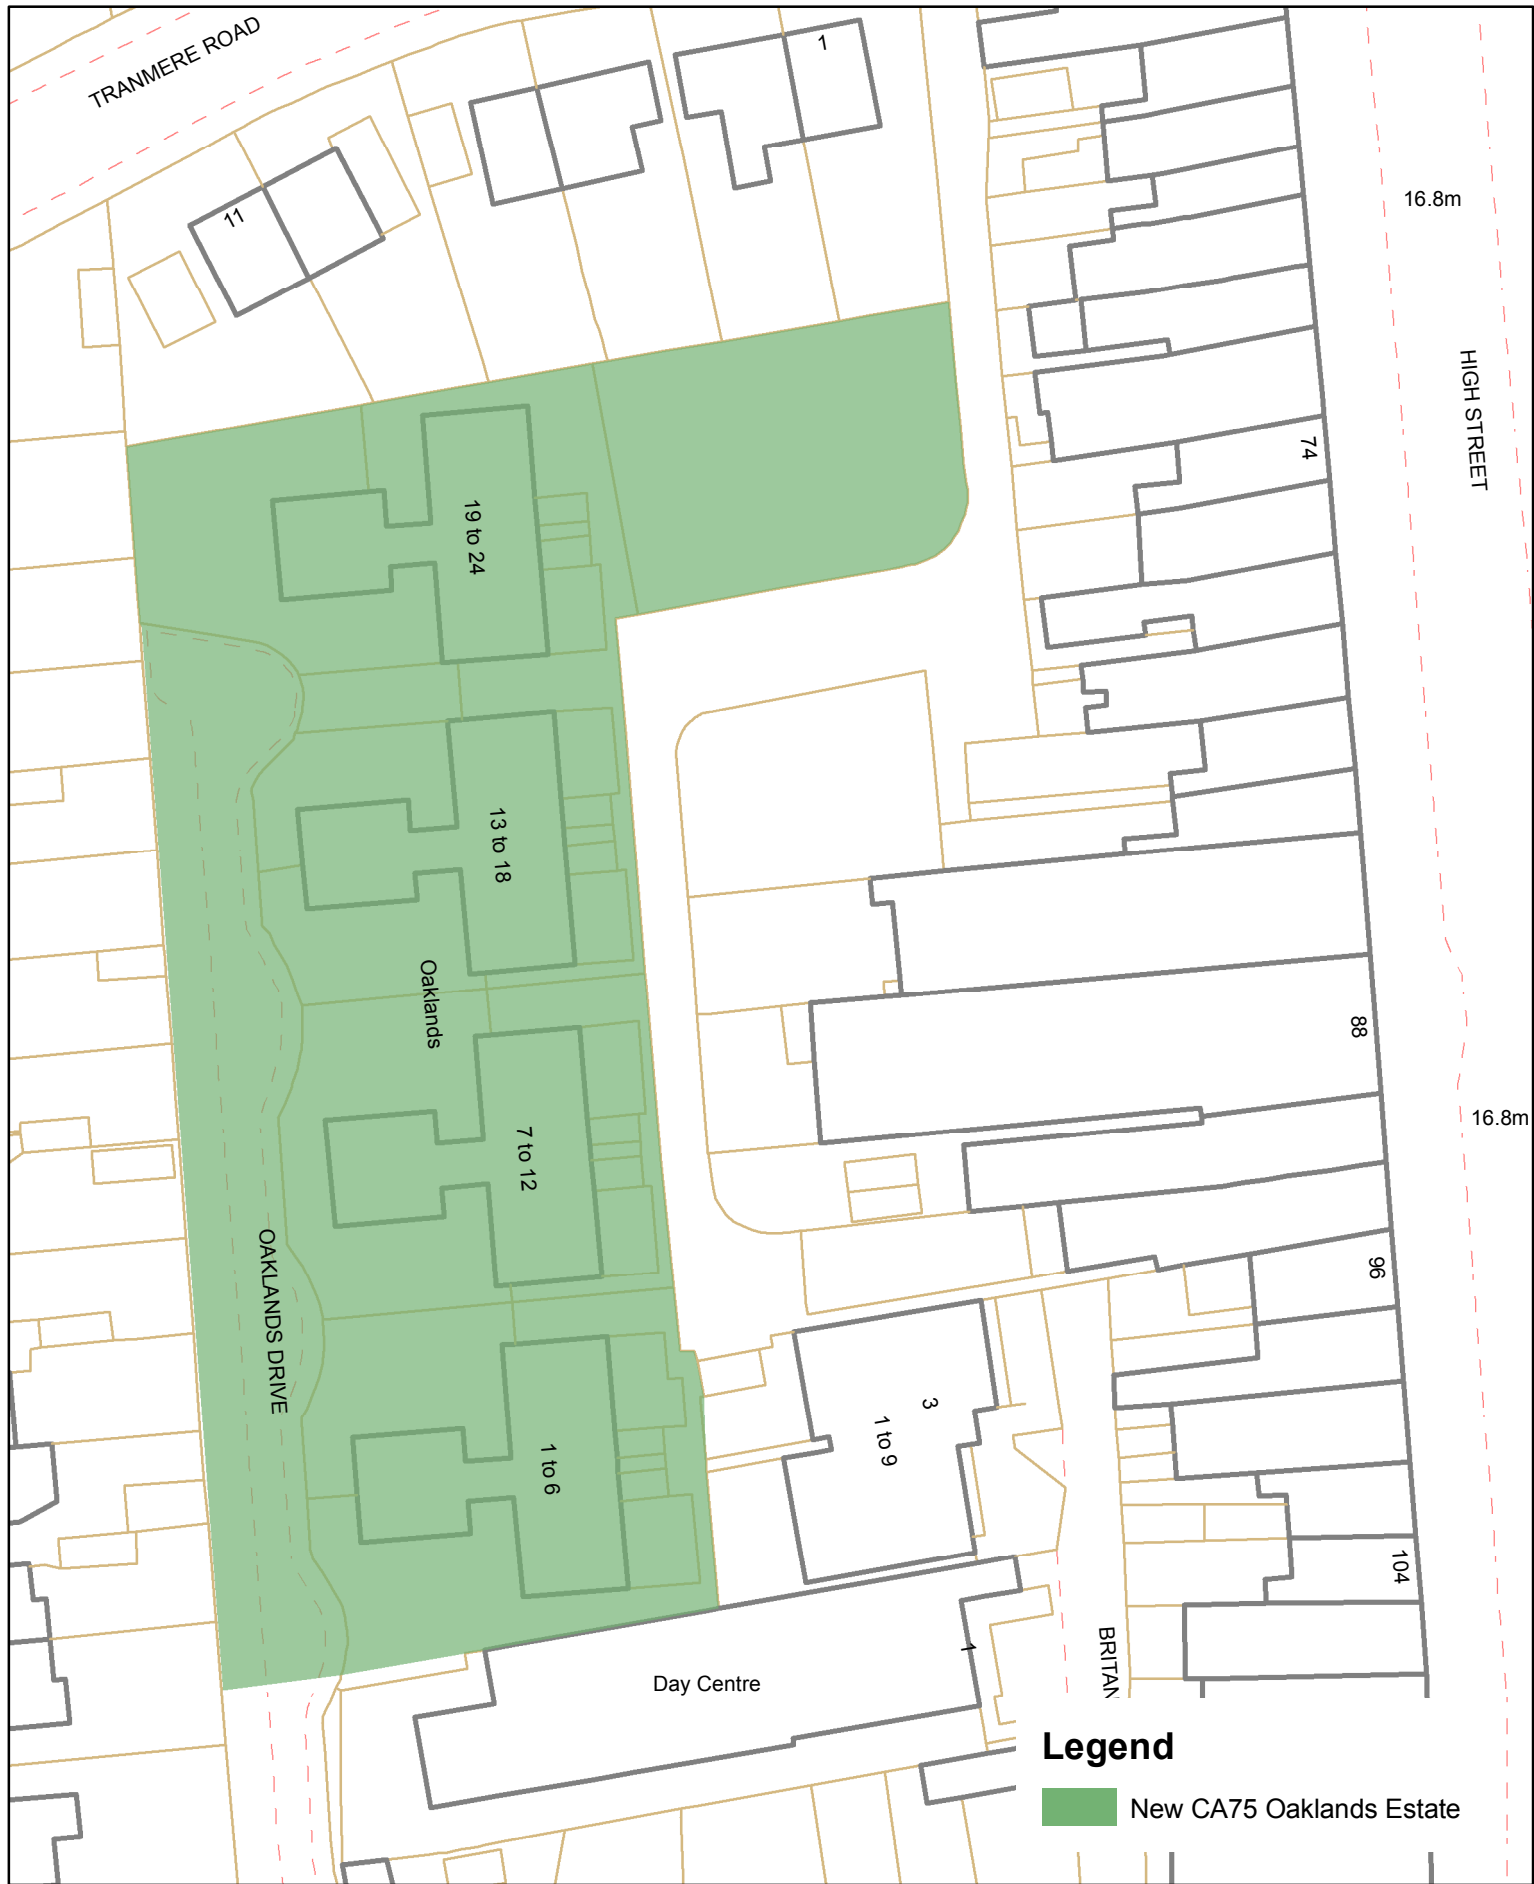 TRANMERE ROAD
1
11
16.8m
HIGH STREET
74
19 to 24
13 to 18
Oaklands
88
7 to 12
16.8m
OAKLANDS DRIVE
96
3
1 to 9
1 to 6
104
1
BRITAN
Day Centre
Legend
New CA75 Oaklands Estate